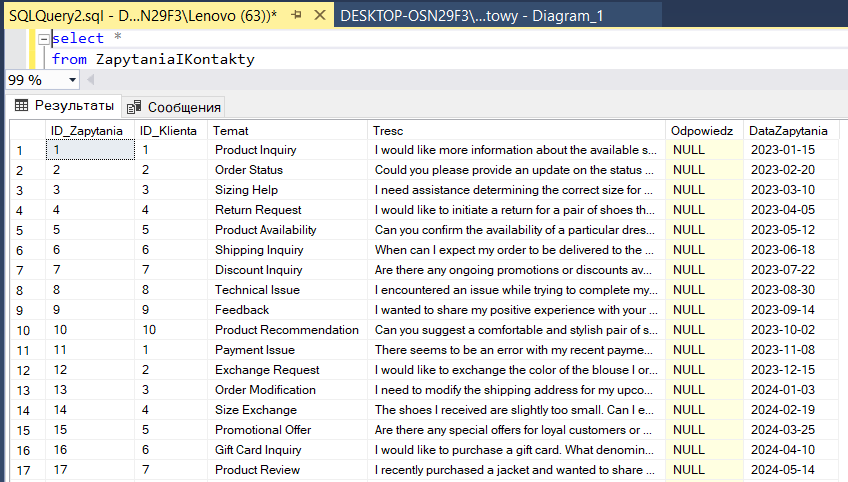 SQLQuery2.sql - D...N29F3\Lenovo (63))* DESKTOP-OSN29F3\...towy - Diagram_1
select *
from ZapytaniaIKontakty
99 %
Результаты Сообщения
ID_Zapytania ID_Klienta Temat Tresc Odpowiedz DataZapytania
1 1 1 Product Inquiry I would like more information about the available s... NULL 2023-01-15
2 2 2 Order Status Could you please provide an update on the status ... NULL 2023-02-20
3 3 3 Sizing Help I need assistance determining the correct size for ... NULL 2023-03-10
4 4 4 Return Request I would like to initiate a return for a pair of shoes th... NULL 2023-04-05
5 5 5 Product Availability Can you confirm the availability of a particular dres... NULL 2023-05-12
6 6 6 Shipping Inquiry When can I expect my order to be delivered to the ... NULL 2023-06-18
7 7 7 Discount Inquiry Are there any ongoing promotions or discounts av... NULL 2023-07-22
8 8 8 Technical Issue I encountered an issue while trying to complete my... NULL 2023-08-30
9 9 9 Feedback I wanted to share my positive experience with your ... NULL 2023-09-14
10 10 10 Product Recommendation Can you suggest a comfortable and stylish pair of s... NULL 2023-10-02
11 11 1 Payment Issue There seems to be an error with my recent payme... NULL 2023-11-08
12 12 2 Exchange Request I would like to exchange the color of the blouse I or... NULL 2023-12-15
13 13 3 Order Modification I need to modify the shipping address for my upco... NULL 2024-01-03
14 14 4 Size Exchange The shoes I received are slightly too small. Can I e... NULL 2024-02-19
15 15 5 Promotional Offer Are there any special offers for loyal customers or ... NULL 2024-03-25
16 16 6 Gift Card Inquiry I would like to purchase a gift card. What denomin... NULL 2024-04-10
17 17 7 Product Review I recently purchased a jacket and wanted to share ... NULL 2024-05-14